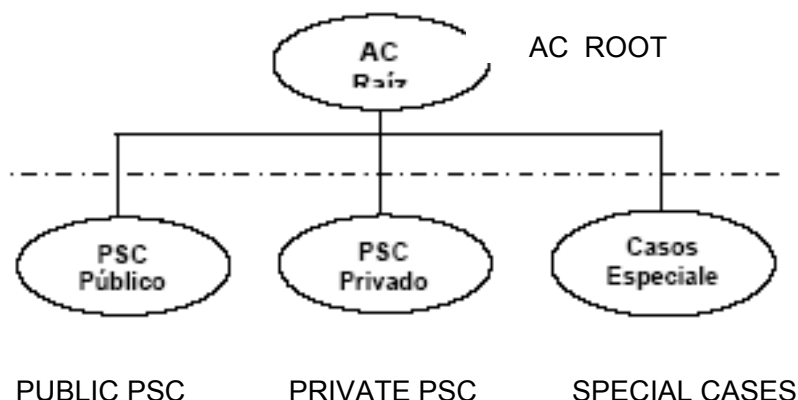 AC
Raíz
AC ROOT
PSC
Público
PSC
Privado
Casos
Especiale
PUBLIC PSC
PRIVATE PSC
SPECIAL CASES